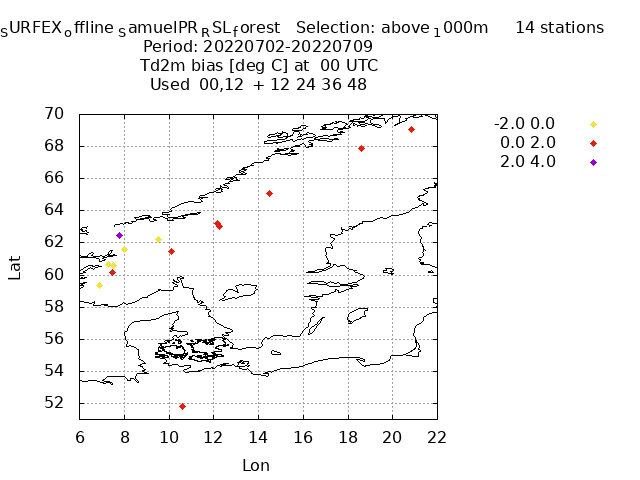 SURFEXoffline SamuelPRRSLforest Selection: above1000m 14 stations
Period: 20220702-20220709
Td2m bias [deg C] at 00 UTC
Used 00,12 + 12 24 36 48
-2.0 0.0
0.0 2.0
2.0 4.0
70
68
66
64
62
60
58
56
54
52
6 8 10 12 14 16 18 20 22
Lat
Lon